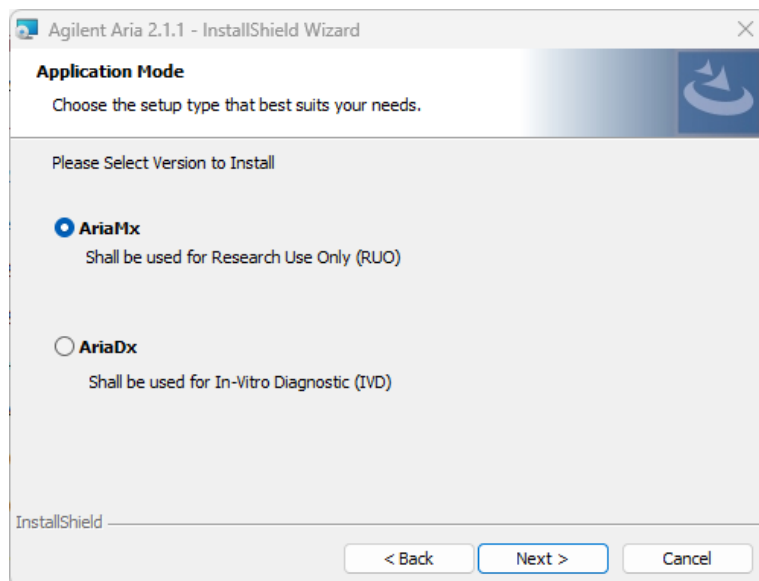 Agilent Aria 2.1.1 - InstallShield Wizard
Application Mode
Choose the setup type that best suits your needs.
Please Select Version to Install
AriaMx
Shall be used for Research Use Only (RUO)
AriaDx
Shall be used for In-Vitro Diagnostic (IVD)
InstallShield
< Back
Next >
Cancel